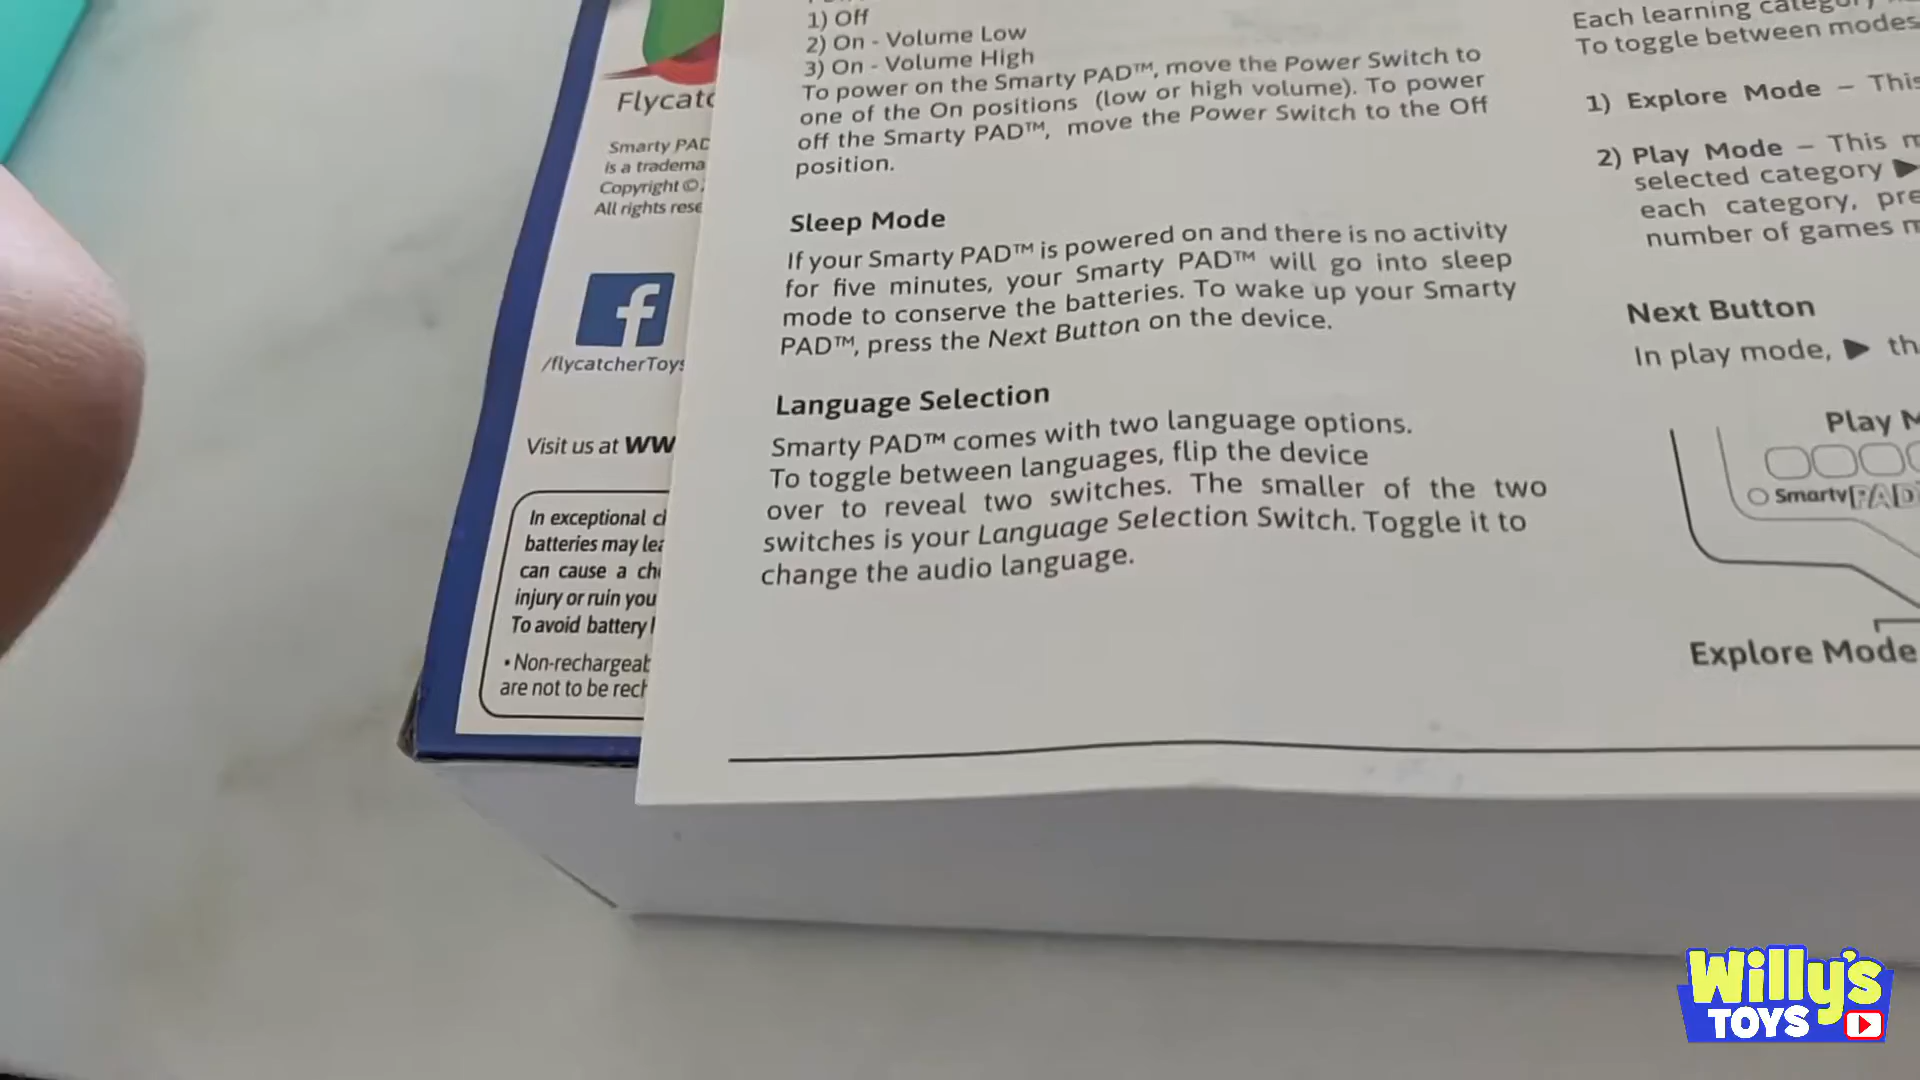 Flycatc
Smarty PAD
is a tradema
Copyright ©
All rights rese
/flycatcherToys
Visit us at WW
In exceptional ci
batteries may lea
can cause a che
injury or ruin you
To avoid battery l
• Non-rechargeab
are not to be rech
1) Off
2) On - Volume Low
3) On - Volume High
To power on the Smarty PAD™, move the Power Switch to
one of the On positions (low or high volume). To power
off the Smarty PAD™, move the Power Switch to the Off
position.
Sleep Mode
If your Smarty PAD™ is powered on and there is no activity
for five minutes, your Smarty PAD™ will go into sleep
mode to conserve the batteries. To wake up your Smarty
PAD™, press the Next Button on the device.
Language Selection
Smarty PAD™ comes with two language options.
To toggle between languages, flip the device
over to reveal two switches. The smaller of the two
switches is your Language Selection Switch. Toggle it to
change the audio language.
Each learning category
To toggle between modes
1) Explore Mode – This
2) Play Mode – This m
selected category ▶
each category, pre
number of games m
Next Button
In play mode, ▶ th
Play M
SmartyPAD
Explore Mode
Willy's
TOYS